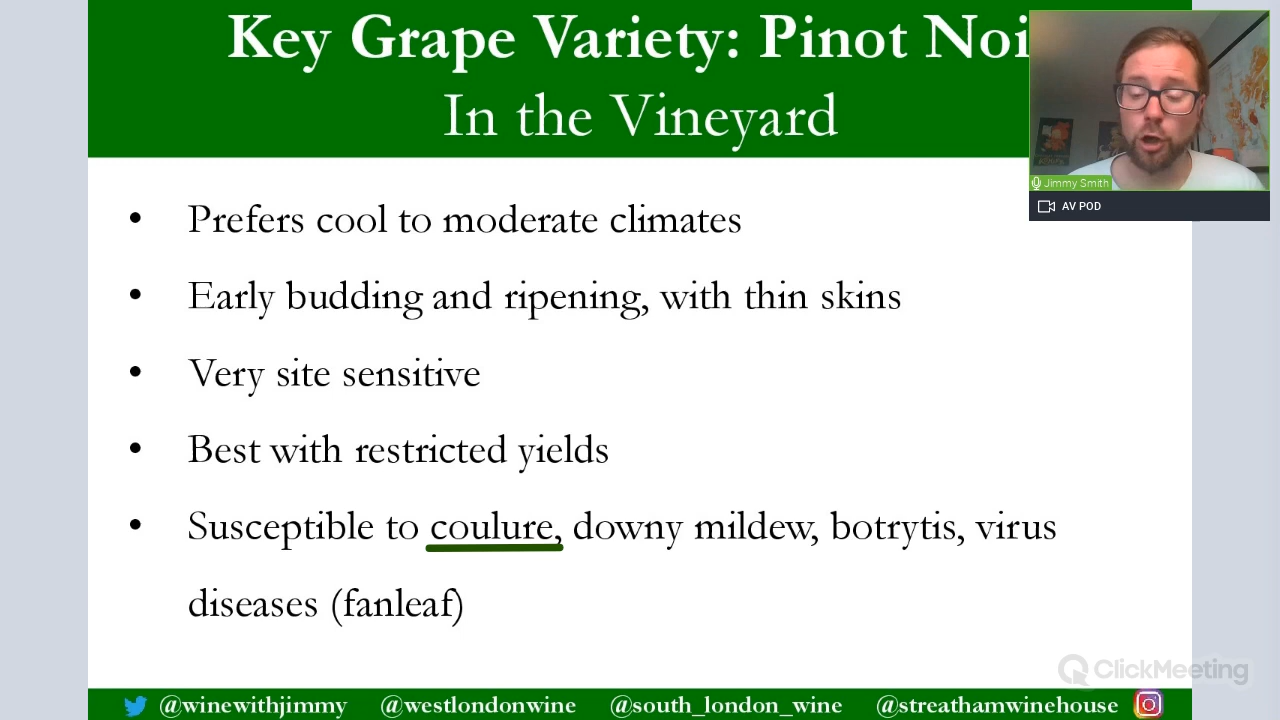 Key Grape Variety: Pinot Noi
In the Vineyard
Jimmy Smith
AV POD
• Prefers cool to moderate climates
• Early budding and ripening, with thin skins
• Very site sensitive
• Best with restricted yields
• Susceptible to coulure, downy mildew, botrytis, virus
diseases (fanleaf)
ClickMeeting
@winewithjimmy @westlondonwine @south_london_wine @streathamwinehouse